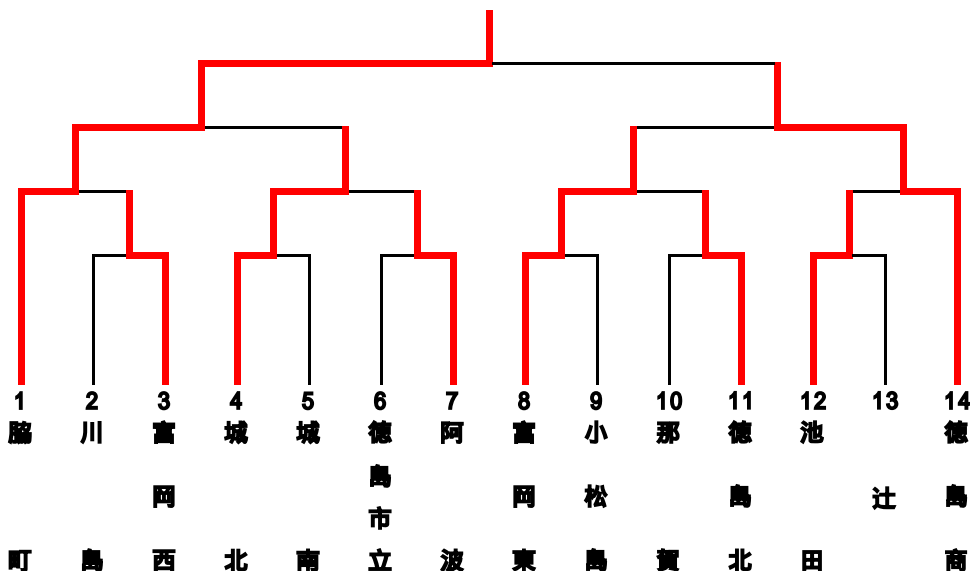 1 2 3 4 5 6 7 8 9 10 11 12 13 14
脇町
川島
富岡西
城北
城南
徳島市立
阿波
富岡東
小松島
那賀
徳島北
池田
辻
徳島商